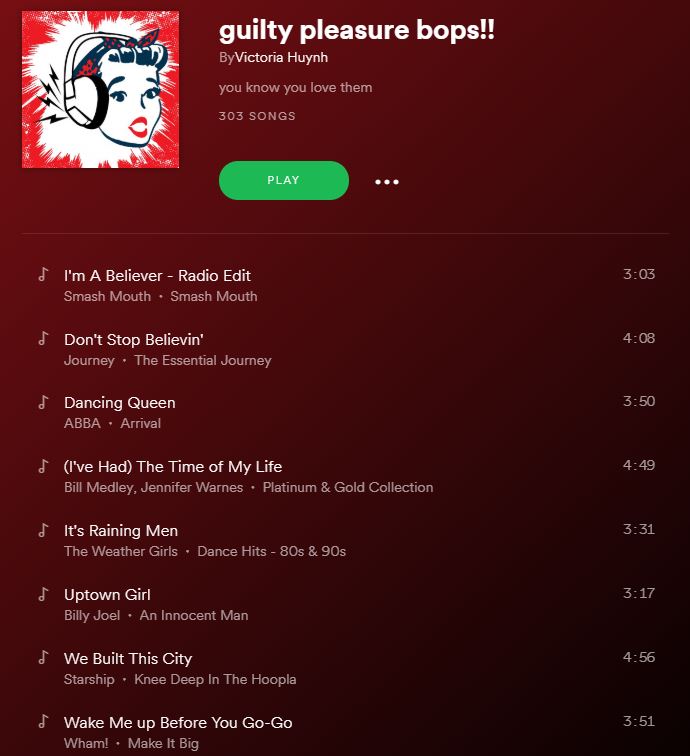 guilty pleasure bops!!
ByVictoria Huynh
you know you love them
303 SONGS
PLAY
I'm A Believer - Radio Edit 3:03
Smash Mouth • Smash Mouth
Don't Stop Believin' 4:08
Journey • The Essential Journey
Dancing Queen 3:50
ABBA • Arrival
(I've Had) The Time of My Life 4:49
Bill Medley, Jennifer Warnes • Platinum & Gold Collection
It's Raining Men 3:31
The Weather Girls • Dance Hits - 80s & 90s
Uptown Girl 3:17
Billy Joel • An Innocent Man
We Built This City 4:56
Starship • Knee Deep In The Hoopla
Wake Me up Before You Go-Go 3:51
Wham! • Make It Big